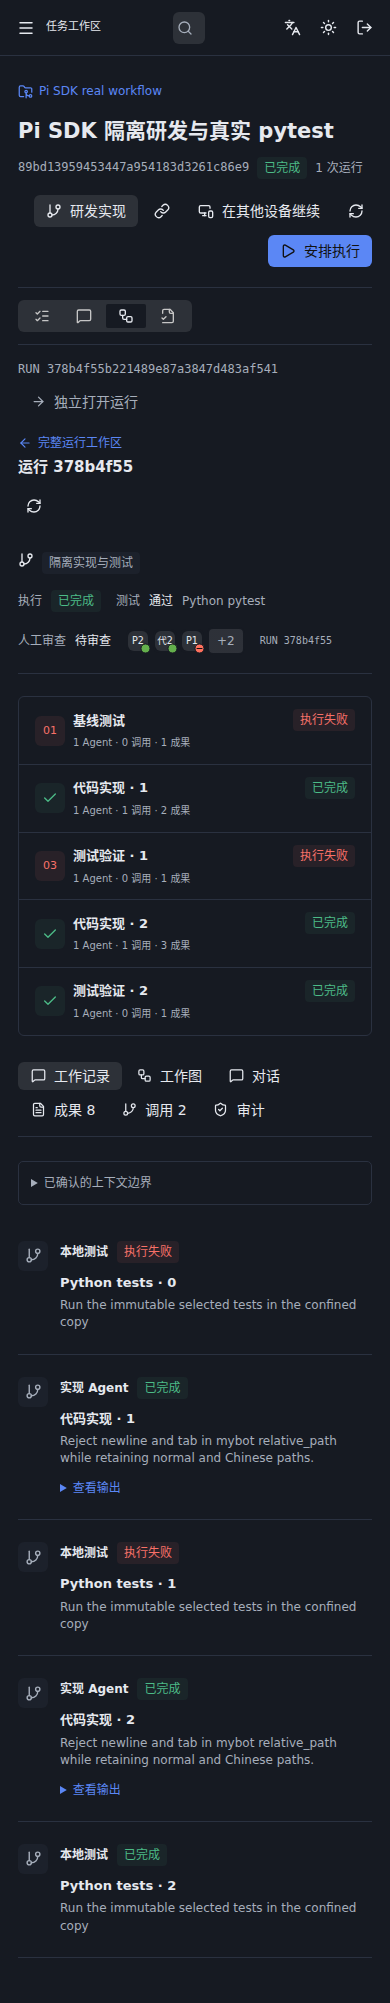 任务工作区
Pi SDK real workflow
Pi SDK 隔离研发与真实 pytest
89bd13959453447a954183d3261c86e9 已完成 1 次运行
研发实现 在其他设备继续
安排执行
RUN 378b4f55b221489e87a3847d483af541
独立打开运行
完整运行工作区
运行 378b4f55
隔离实现与测试
执行 已完成 测试 通过 Python pytest
人工审查 待审查 P2 代2 P1 +2 RUN 378b4f55
01 基线测试 执行失败
1 Agent · 0 调用 · 1 成果
代码实现 · 1 已完成
1 Agent · 1 调用 · 2 成果
03 测试验证 · 1 执行失败
1 Agent · 0 调用 · 1 成果
代码实现 · 2 已完成
1 Agent · 1 调用 · 3 成果
测试验证 · 2 已完成
1 Agent · 0 调用 · 1 成果
工作记录 工作图 对话
成果 8 调用 2 审计
已确认的上下文边界
本地测试 执行失败
Python tests · 0
Run the immutable selected tests in the confined
copy
实现 Agent 已完成
代码实现 · 1
Reject newline and tab in mybot relative_path
while retaining normal and Chinese paths.
查看输出
本地测试 执行失败
Python tests · 1
Run the immutable selected tests in the confined
copy
实现 Agent 已完成
代码实现 · 2
Reject newline and tab in mybot relative_path
while retaining normal and Chinese paths.
查看输出
本地测试 已完成
Python tests · 2
Run the immutable selected tests in the confined
copy